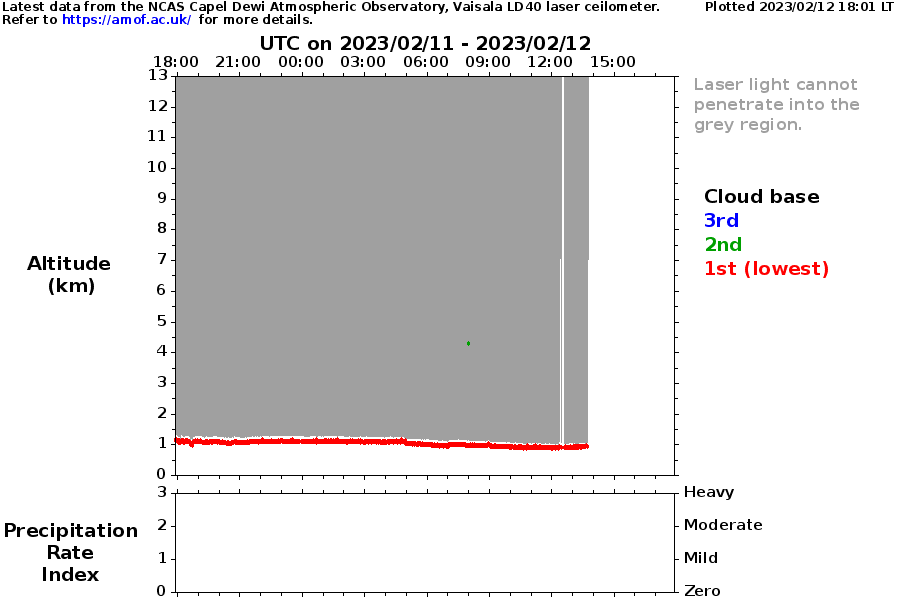 Latest data from the NCAS Capel Dewi Atmospheric Observatory, Vaisala LD40 laser ceilometer. Plotted 2023/02/12 18:01 LT
Refer to https://amof.ac.uk/ for more details.
UTC on 2023/02/11 - 2023/02/12
18:00 21:00 00:00 03:00 06:00 09:00 12:00 15:00
13
12
11
10
9
8
7
6
5
4
3
2
1
0
Altitude
(km)
Laser light cannot
penetrate into the
grey region.
Cloud base
3rd
2nd
1st (lowest)
3 Heavy
2 Moderate
1 Mild
0 Zero
Precipitation
Rate
Index